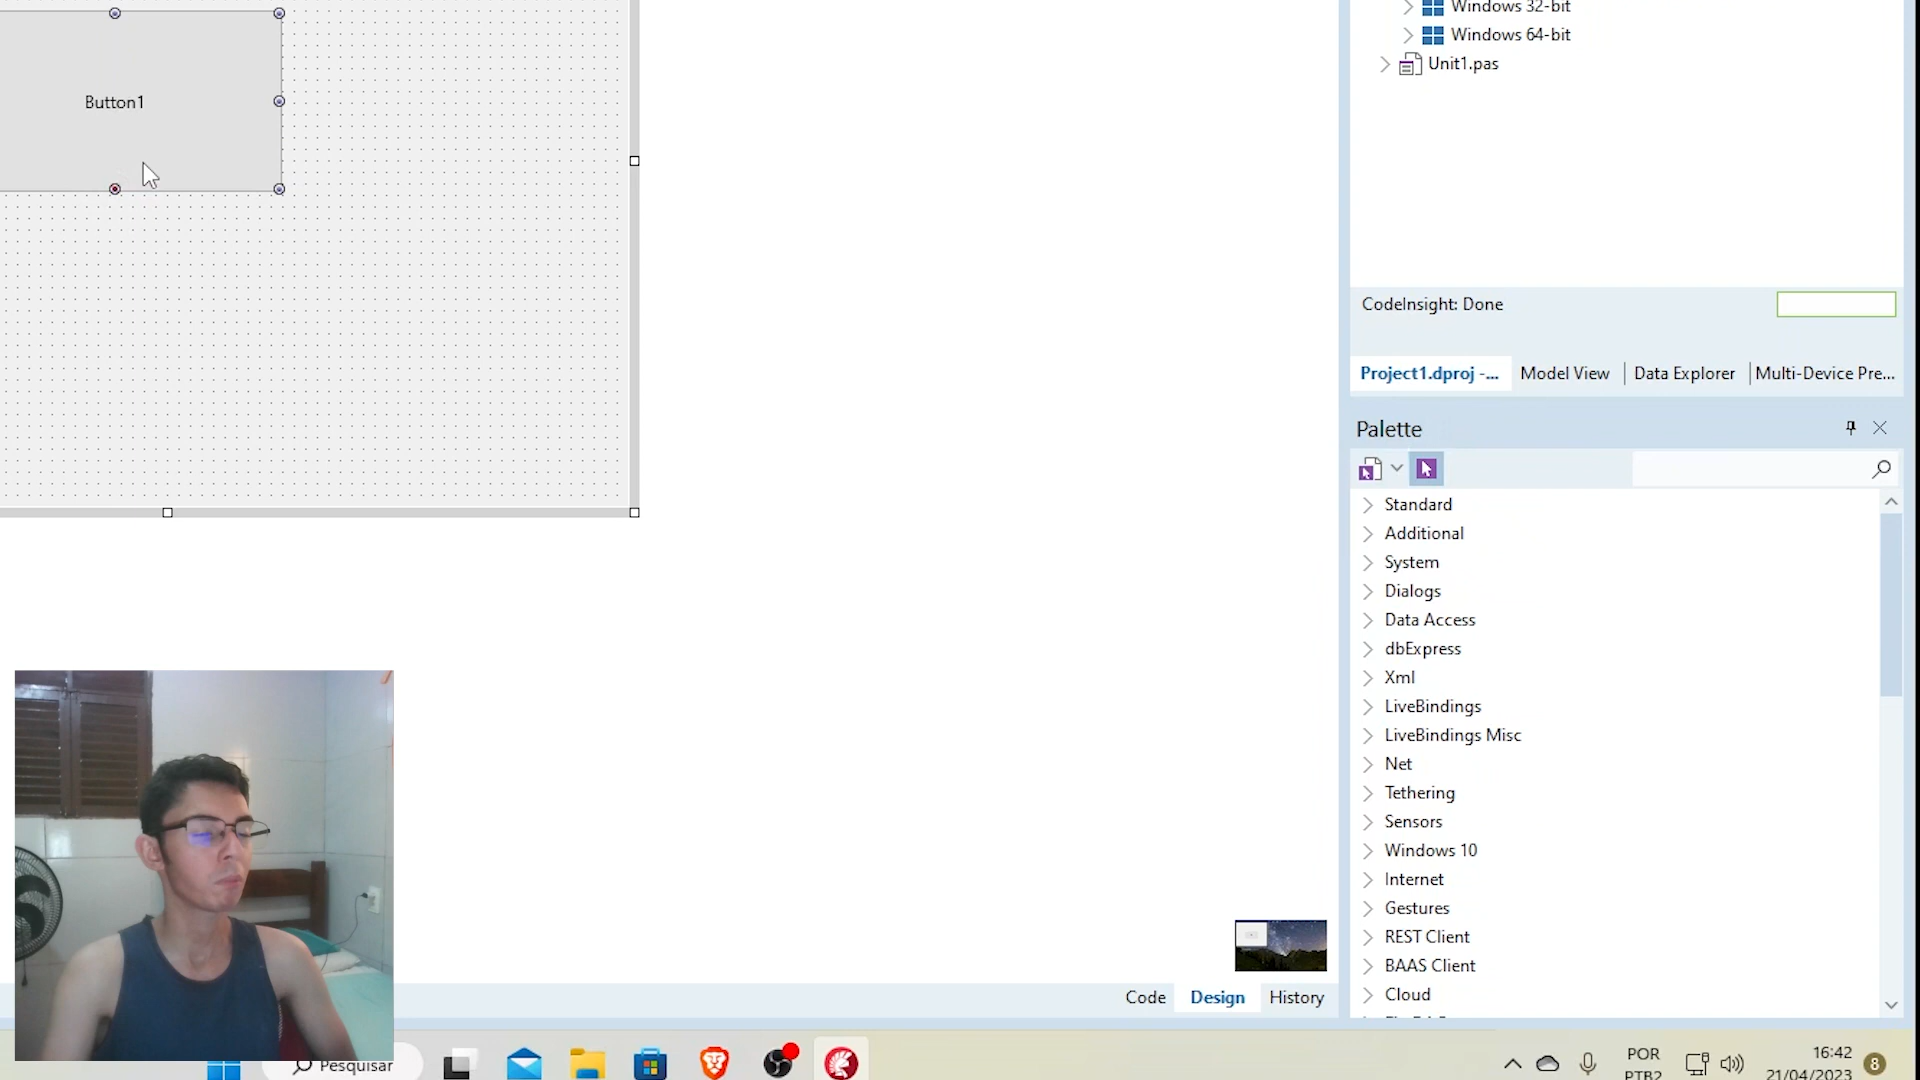 Windows 32-bit
Windows 64-bit
Unit1.pas
Button1
CodeInsight: Done
Project1.dproj -...
Model View
Data Explorer
Multi-Device Pre...
Palette
Standard
Additional
System
Dialogs
Data Access
dbExpress
Xml
LiveBindings
LiveBindings Misc
Net
Tethering
Sensors
Windows 10
Internet
Gestures
REST Client
BAAS Client
Cloud
Code
Design
History
Pesquisar
POR
PTB2
16:42
21/04/2023
8